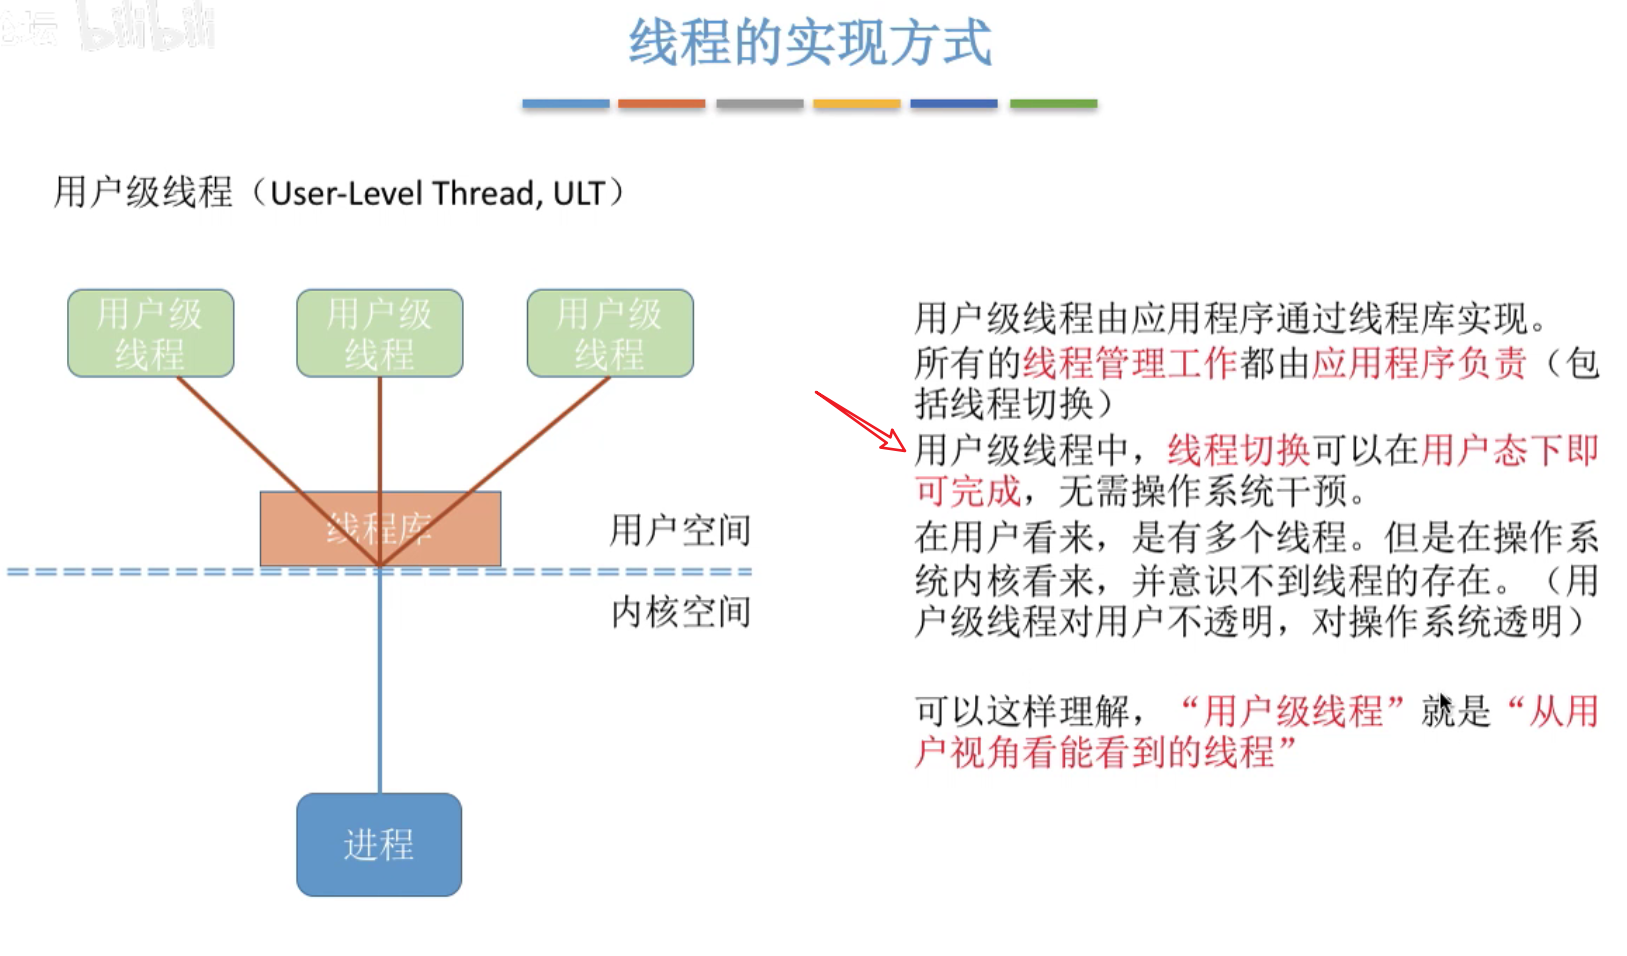 坛 bilibili
线程的实现方式
用户级线程（User-Level Thread, ULT）
用户级
线程
用户级
线程
用户级
线程
线程库
用户空间
内核空间
进程
用户级线程由应用程序通过线程库实现。
所有的线程管理工作都由应用程序负责（包
括线程切换）
用户级线程中，线程切换可以在用户态下即
可完成，无需操作系统干预。
在用户看来，是有多个线程。但是在操作系
统内核看来，并意识不到线程的存在。（用
户级线程对用户不透明，对操作系统透明）
可以这样理解，“用户级线程”就是“从用
户视角看能看到的线程”